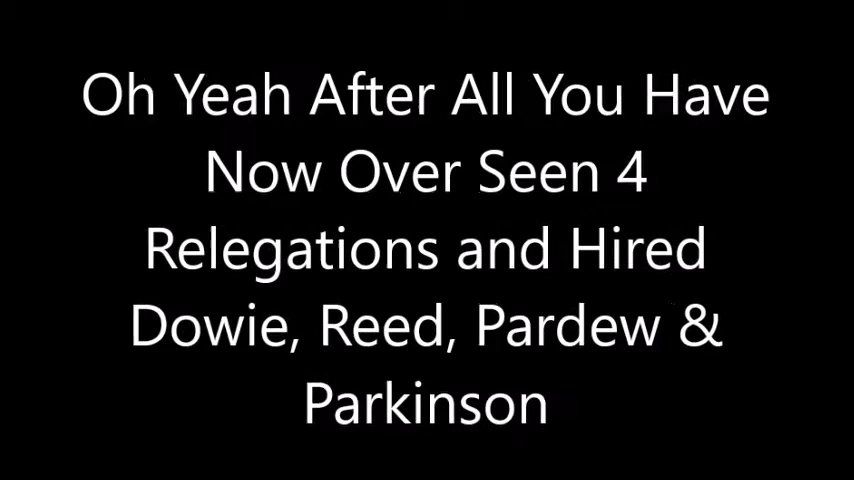 Oh Yeah After All You Have
Now Over Seen 4
Relegations and Hired
Dowie, Reed, Pardew &
Parkinson